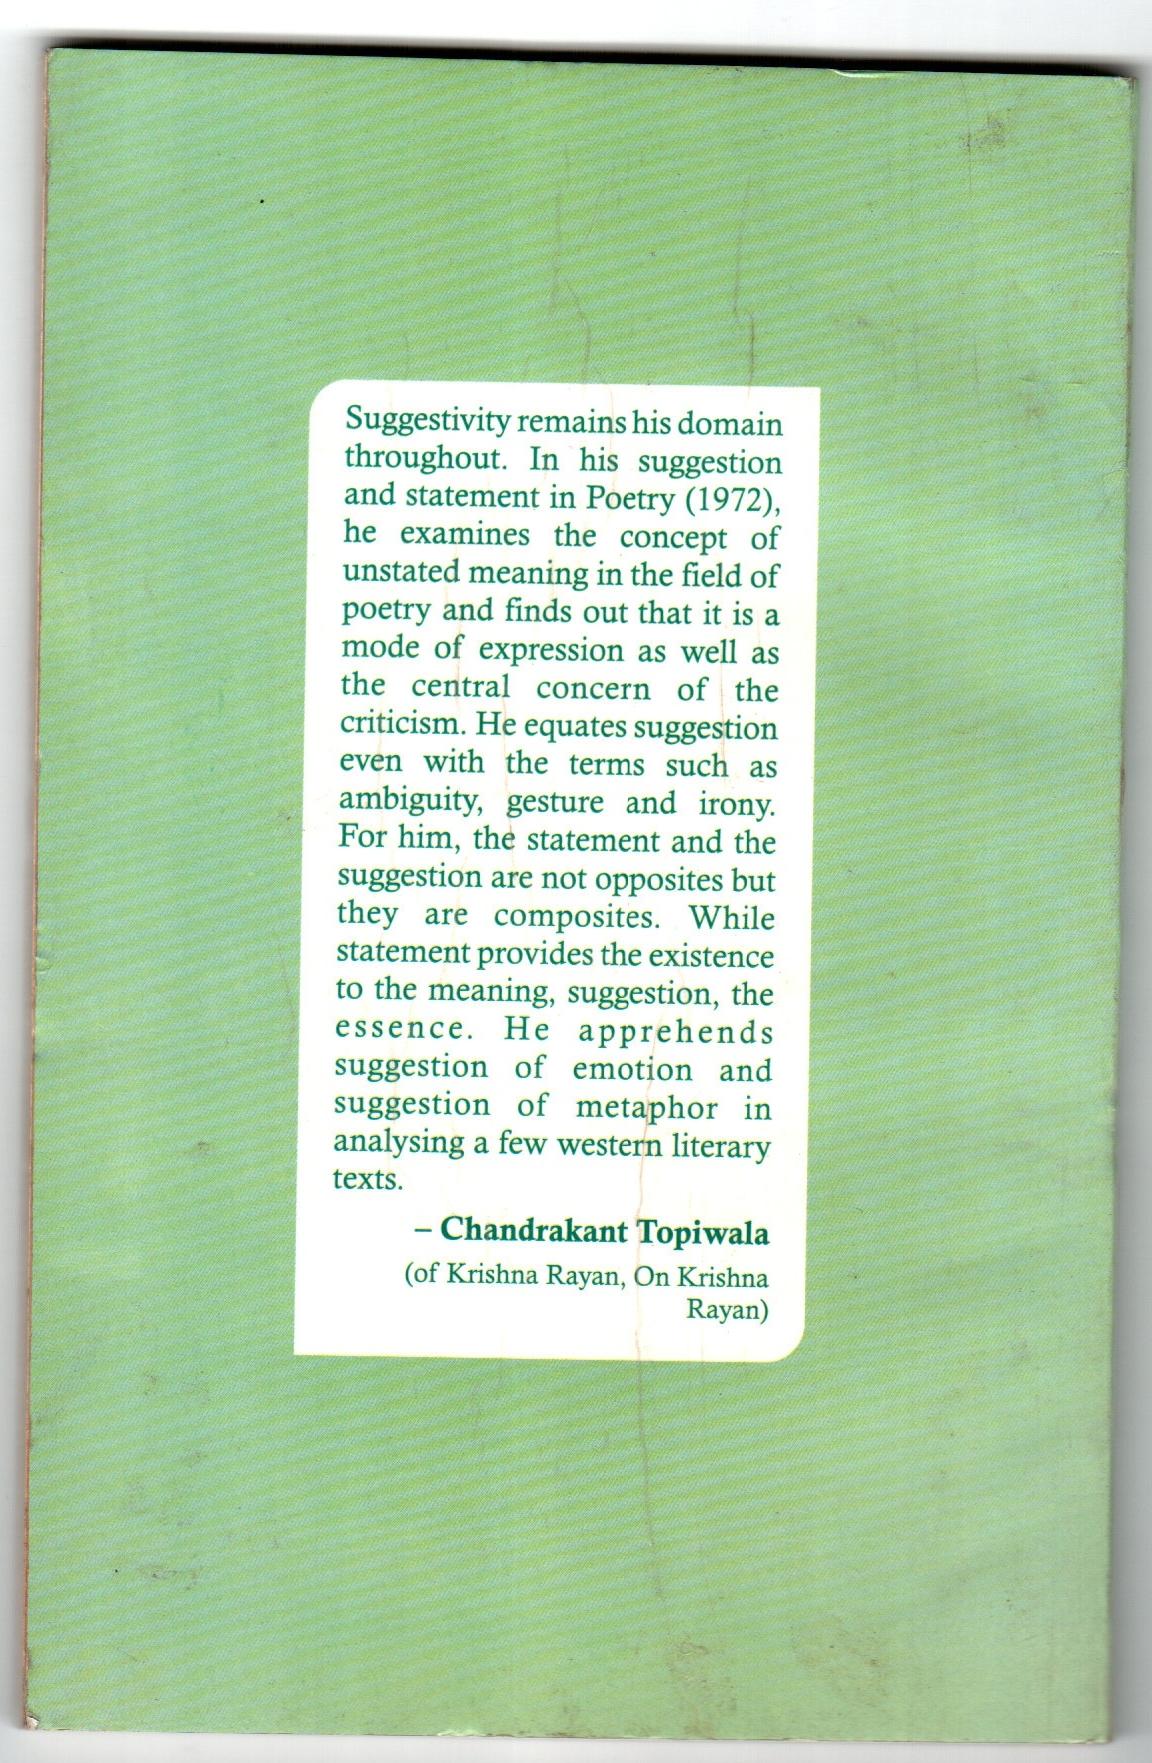 Suggestivity remains his domain
throughout. In his suggestion
and statement in Poetry (1972),
he examines the concept of
unstated meaning in the field of
poetry and finds out that it is a
mode of expression as well as
the central concern of the
criticism. He equates suggestion
even with the terms such as
ambiguity, gesture and irony.
For him, the statement and the
suggestion are not opposites but
they are composites. While
statement provides the existence
to the meaning, suggestion, the
essence. He apprehends
suggestion of emotion and
suggestion of metaphor in
analysing a few western literary
texts.
– Chandrakant Topiwala
(of Krishna Rayan, On Krishna
Rayan)